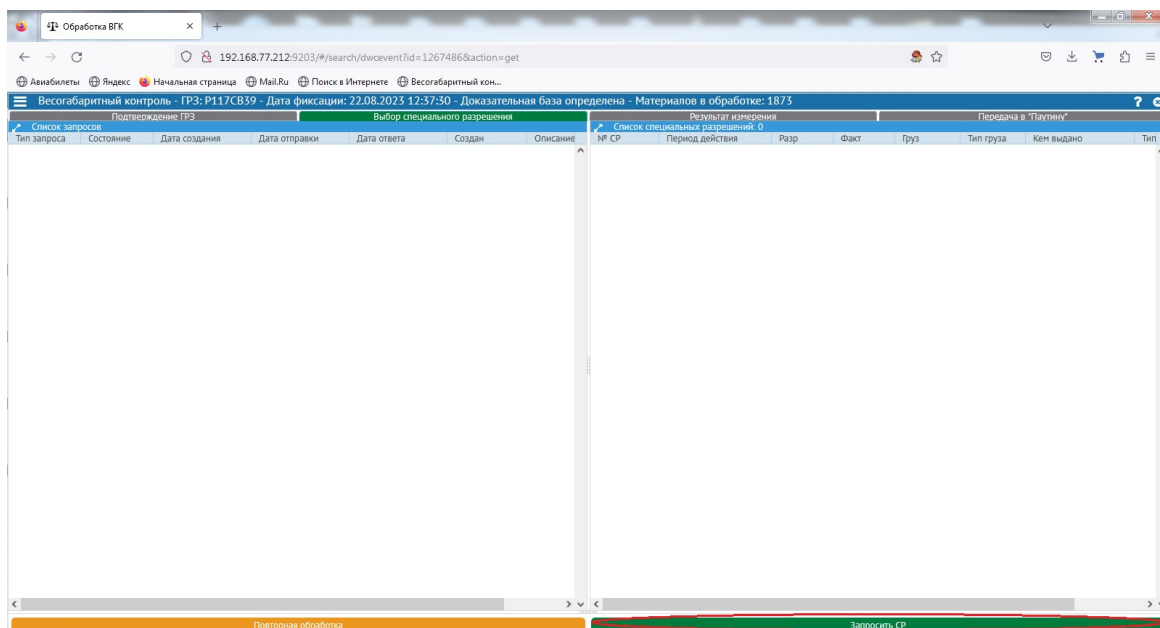 Обработка ВГК
192.168.77.212:9203/#/search/dwcevent?id=1267486&action=get
Авиабилеты Яндекс Начальная страница Mail.Ru Поиск в Интернете Весогабаритный кон...
Весогабаритный контроль - ГРЗ: Р117СВ39 - Дата фиксации: 22.08.2023 12:37:30 - Доказательная база определена - Материалов в обработке: 1873
Подтверждение ГРЗ Выбор специального разрешения Результат измерения Передача в "Паутину"
Список запросов Список специальных разрешений: 0
Тип запроса Состояние Дата создания Дата отправки Дата ответа Создан Описание № СР Период действия Разр Факт Груз Тип груза Кем выдано Тип
Повторная обработка Запросить СР